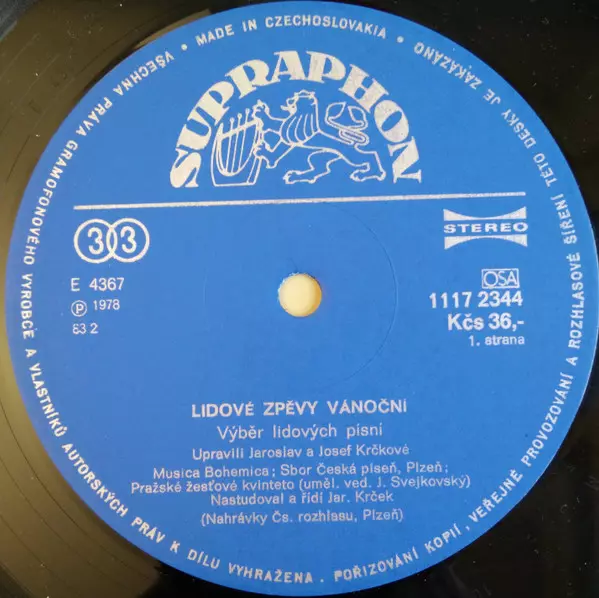 VŠECHNA PRÁVA GRAMOFONOVÉHO VÝROBCE A VLASTNÍKŮ AUTORSKÝCH PRÁV K DÍLU VYHRAŽENA. POŘIZOVÁNÍ KOPIÍ, VEŘEJNÉ PROVOZOVÁNÍ A ROZHLASOVÉ ŠÍŘENÍ TÉTO DESKY JE ZAKÁZÁNO • MADE IN CZECHOSLOVAKIA •
SUPRAPHON
33
STEREO
E 4367
Ⓟ 1978
83 2
OSA
1117 2344
Kčs 36,-
1. strana
LIDOVÉ ZPĚVY VÁNOČNÍ
Výběr lidových písní
Upravili Jaroslav a Josef Krčkové
Musica Bohemica; Sbor Česká píseň, Plzeň;
Pražské žesťové kvinteto (uměl. ved. J. Svejkovský)
Nastudoval a řídí Jar. Krček
(Nahrávky Čs. rozhlasu, Plzeň)